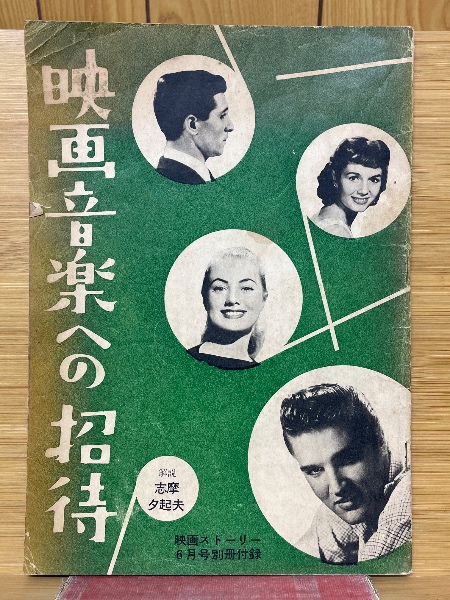 映画音楽への招待
解説
志摩
夕起夫
映画ストーリー
6月号別冊付録